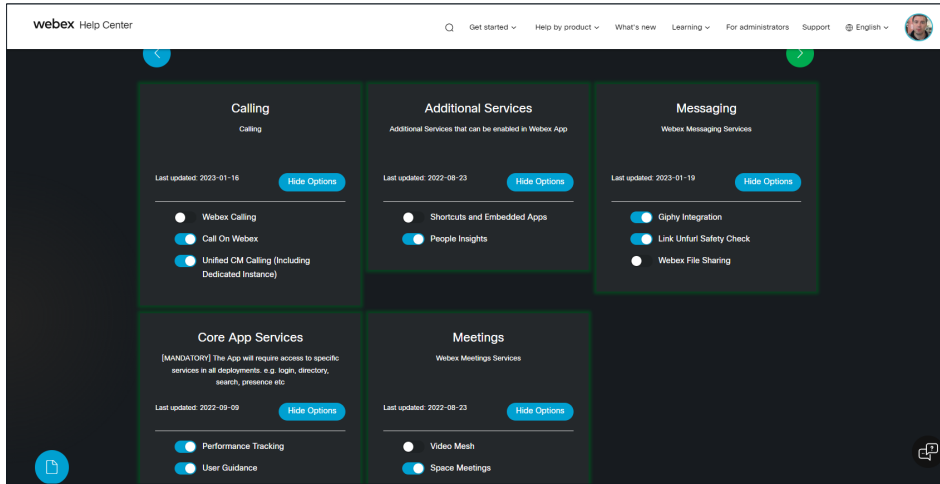 webex Help Center
Get started
Help by product
What's new
Learning
For administrators
Support
English
Calling
Calling
Last updated: 2023-01-16
Hide Options
Webex Calling
Call On Webex
Unified CM Calling (Including
Dedicated Instance)
Additional Services
Additional Services that can be enabled in Webex App
Last updated: 2022-08-23
Hide Options
Shortcuts and Embedded Apps
People Insights
Messaging
Webex Messaging Services
Last updated: 2023-01-19
Hide Options
Giphy Integration
Link Unfurl Safety Check
Webex File Sharing
Core App Services
[MANDATORY] The App will require access to specific
services in all deployments. e.g. login, directory,
search, presence etc
Last updated: 2022-09-09
Hide Options
Performance Tracking
User Guidance
Meetings
Webex Meetings Services
Last updated: 2022-08-23
Hide Options
Video Mesh
Space Meetings